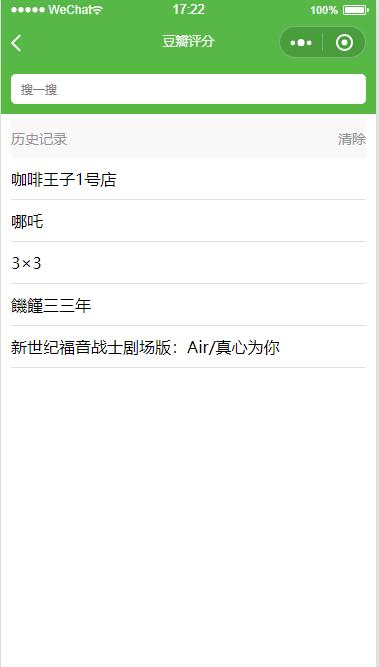 WeChat
17:22
100%
豆瓣评分
搜一搜
历史记录
清除
咖啡王子1号店
哪吒
3×3
饑饉三三年
新世纪福音战士剧场版：Air/真心为你